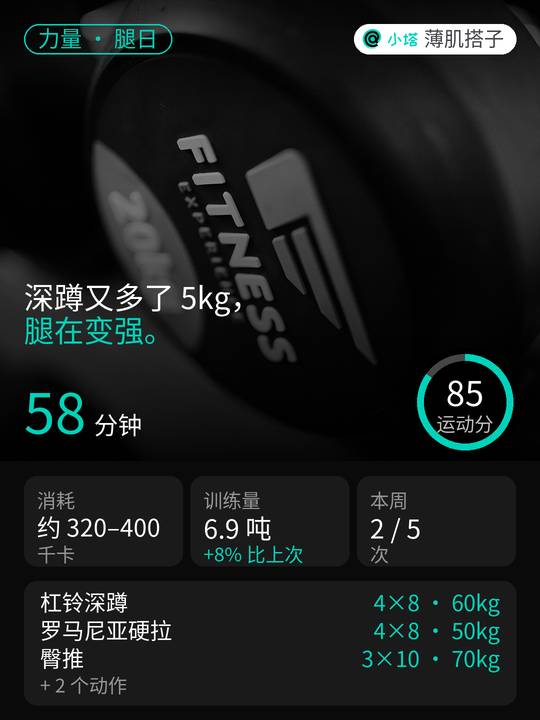 力量 · 腿日
小塔 薄肌搭子
FITNESS
20k
深蹲又多了 5kg，
腿在变强。
58 分钟
85
运动分
消耗
约 320–400
千卡
训练量
6.9 吨
+8% 比上次
本周
2 / 5
次
杠铃深蹲 4×8 · 60kg
罗马尼亚硬拉 4×8 · 50kg
臀推 3×10 · 70kg
+ 2 个动作